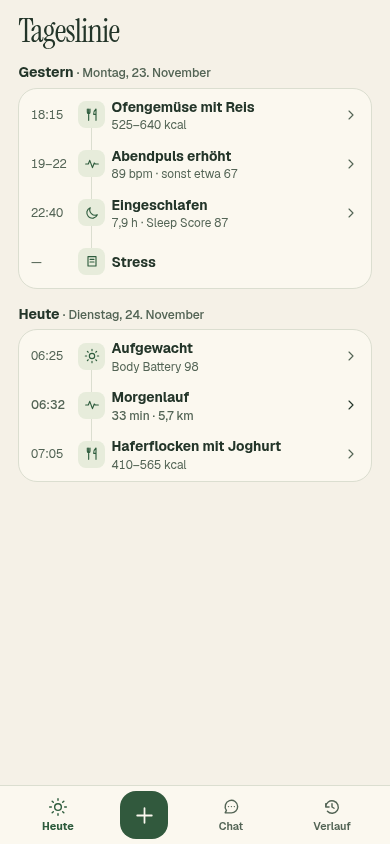 Tageslinie
Gestern · Montag, 23. November
18:15
Ofengemüse mit Reis
525–640 kcal
19–22
Abendpuls erhöht
89 bpm · sonst etwa 67
22:40
Eingeschlafen
7,9 h · Sleep Score 87
—
Stress
Heute · Dienstag, 24. November
06:25
Aufgewacht
Body Battery 98
06:32
Morgenlauf
33 min · 5,7 km
07:05
Haferflocken mit Joghurt
410–565 kcal
Heute
Chat
Verlauf